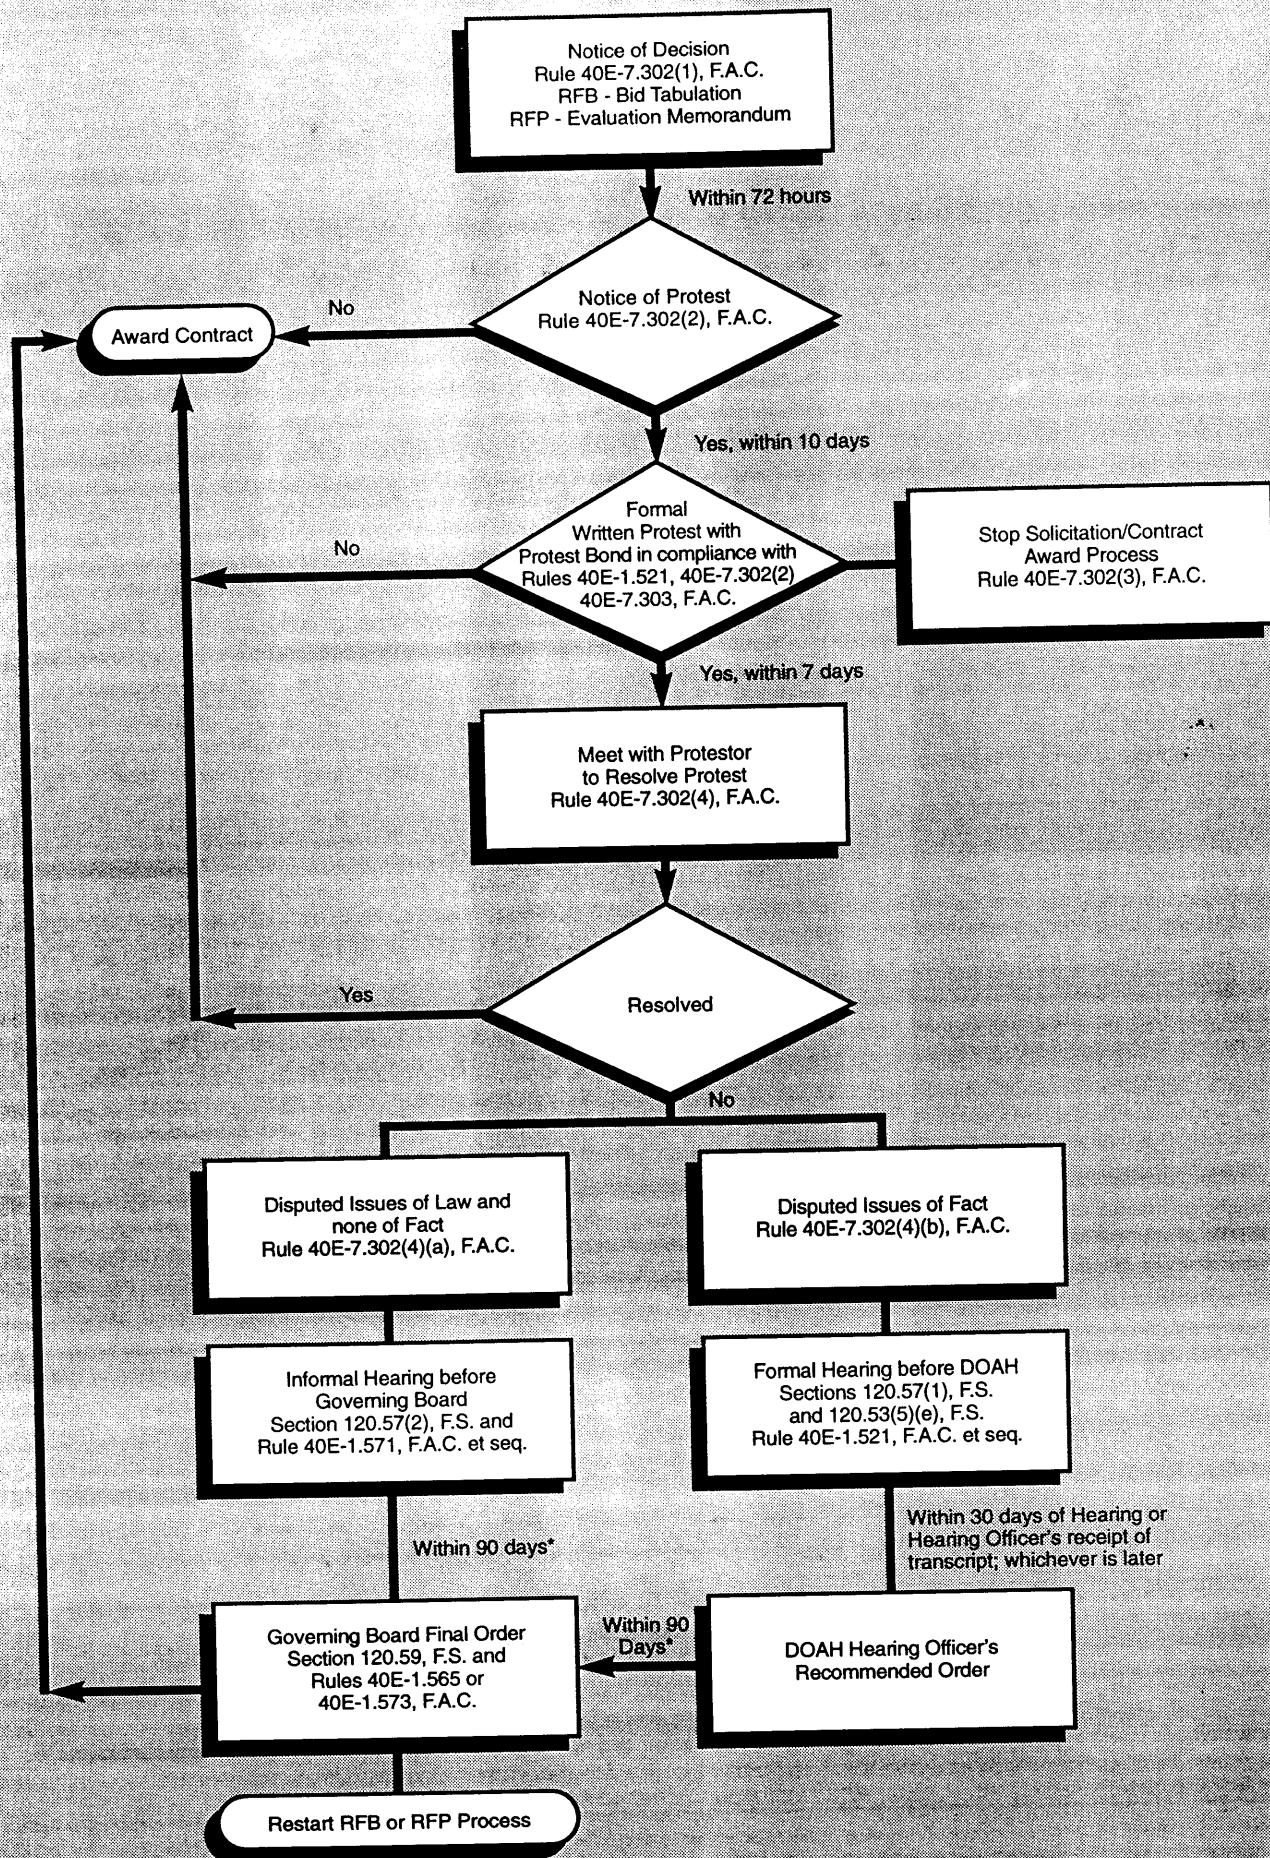 Notice of Decision
Rule 40E-7.302(1), F.A.C.
RFB - Bid Tabulation
RFP - Evaluation Memorandum
Within 72 hours
Notice of Protest
Rule 40E-7.302(2), F.A.C.
No
Award Contract
Yes, within 10 days
Formal
Written Protest with
Protest Bond in compliance with
Rules 40E-1.521, 40E-7.302(2)
40E-7.303, F.A.C.
No
Stop Solicitation/Contract
Award Process
Rule 40E-7.302(3), F.A.C.
Yes, within 7 days
Meet with Protestor
to Resolve Protest
Rule 40E-7.302(4), F.A.C.
Resolved
Yes
No
Disputed Issues of Law and
none of Fact
Rule 40E-7.302(4)(a), F.A.C.
Disputed Issues of Fact
Rule 40E-7.302(4)(b), F.A.C.
Informal Hearing before
Governing Board
Section 120.57(2), F.S. and
Rule 40E-1.571, F.A.C. et seq.
Formal Hearing before DOAH
Sections 120.57(1), F.S.
and 120.53(5)(e), F.S.
Rule 40E-1.521, F.A.C. et seq.
Within 90 days*
Within 30 days of Hearing or
Hearing Officer's receipt of
transcript; whichever is later
Governing Board Final Order
Section 120.59, F.S. and
Rules 40E-1.565 or
40E-1.573, F.A.C.
Within 90
Days*
DOAH Hearing Officer's
Recommended Order
Restart RFB or RFP Process